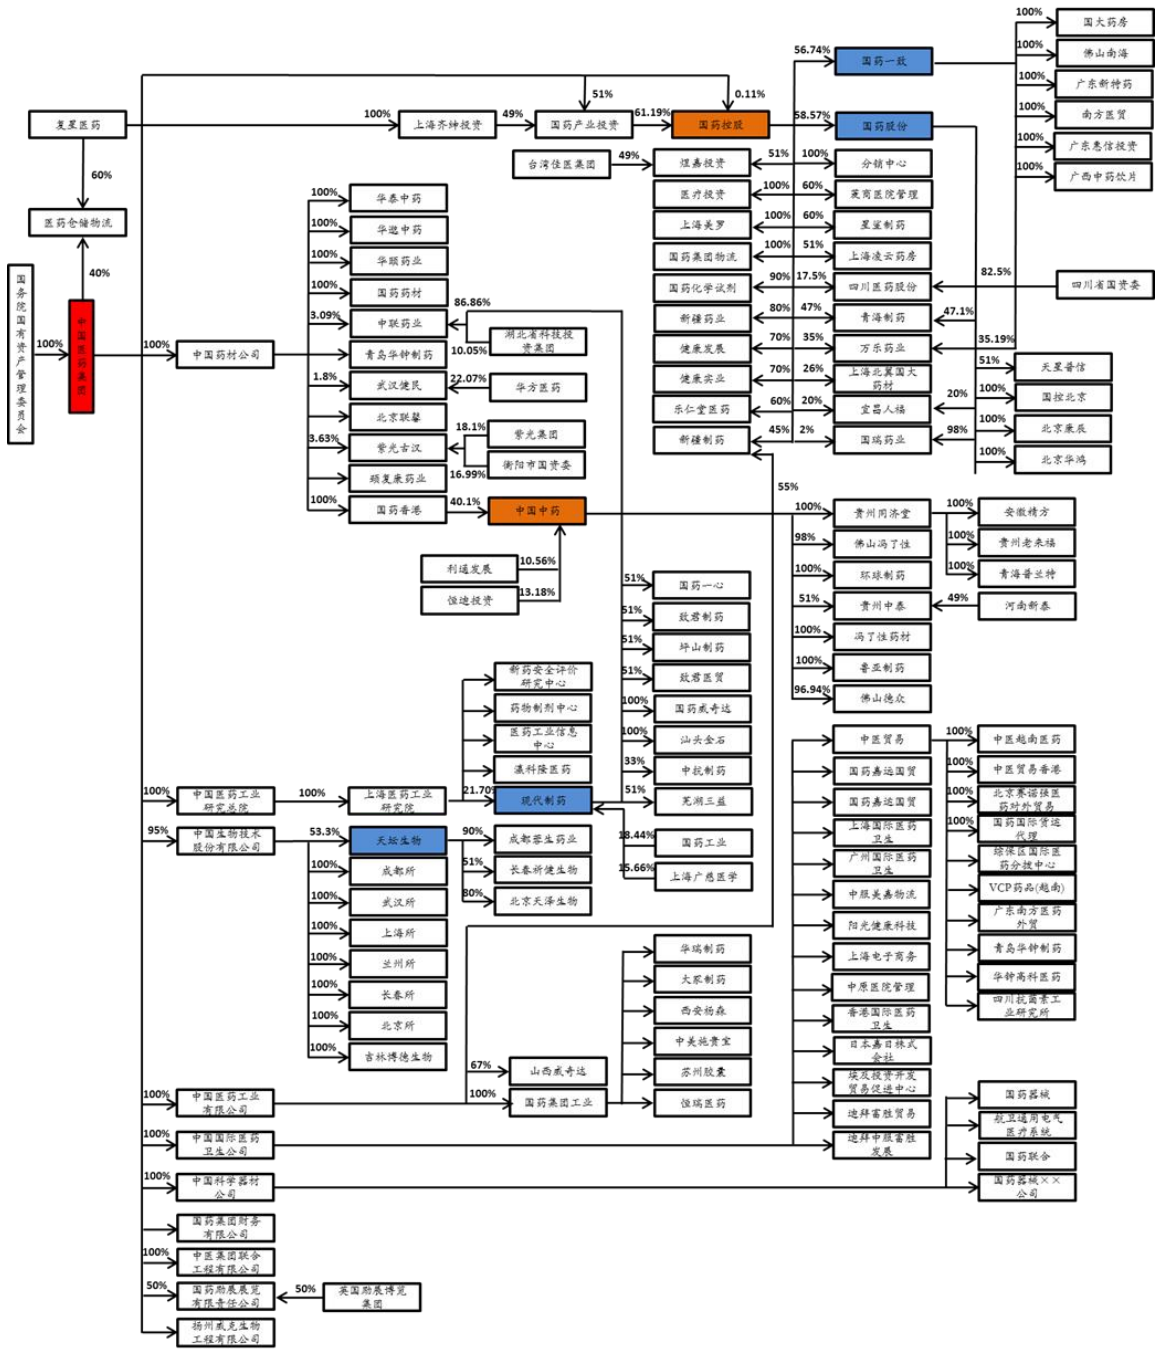 国务院国有资产管理委员会
100%
中国医药集团
40%
医药仓储物流
60%
复星医药
100%
上海齐绅投资
49%
国药产业投资
51%
61.19%
国药控股
0.11%
56.74%
国药一致
58.57%
国药股份
100%
国大药房
100%
佛山南海
100%
广东新特药
100%
南方医贸
100%
广东惠信投资
100%
广西中药饮片
台湾佳医集团
49%
煜嘉投资
51%
100%
分销中心
医疗投资
100%
60%
上海美罗
100%
60%
星鲨制药
国药集团物流
100%
51%
上海凌云药房
国药化学试剂
90%
17.5%
四川医药股份
82.5%
四川省国资委
新疆药业
80%
47%
青海制药
47.1%
健康发展
70%
35%
万乐药业
35.19%
健康实业
70%
26%
上海北翼国大
药材
乐仁堂医药
60%
20%
宜昌人福
20%
新疆制药
45%
2%
国瑞药业
98%
55%
51%
天星普信
100%
国控北京
100%
北京康辰
100%
北京华鸿
100%
中国药材公司
100%
华泰中药
100%
华邈中药
100%
华颐药业
100%
国药药材
3.09%
中联药业
86.86%
湖北省科技投
资集团
10.05%
青岛华钟制药
1.8%
武汉健民
22.07%
华方医药
北京联馨
3.63%
紫光古汉
18.1%
紫光集团
16.99%
衡阳市国资委
颈复康药业
100%
国药香港
40.1%
中国中药
利通发展
10.56%
恒迪投资
13.18%
100%
贵州同济堂
98%
佛山冯了性
100%
环球制药
51%
贵州中泰
49%
河南新泰
100%
冯了性药材
100%
鲁亚制药
96.94%
佛山德众
100%
安徽精方
100%
贵州老来福
100%
青海普兰特
100%
中国医药工业
研究总院
100%
上海医药工业
研究院
新药安全评价
研究中心
药物制剂中心
医药工业信息
中心
瀛科隆医药
21.70%
现代制药
51%
国药一心
51%
致君制药
51%
坪山制药
51%
致君医贸
100%
国药威奇达
100%
汕头金石
33%
中抗制药
51%
芜湖三益
18.44%
国药工业
15.66%
上海广慈医学
95%
中国生物技术
股份有限公司
53.3%
天坛生物
90%
成都蓉生药业
51%
长春祈健生物
80%
北京天泽生物
100%
成都所
100%
武汉所
100%
上海所
100%
兰州所
100%
长春所
100%
北京所
100%
吉林博德生物
100%
中国医药工业
有限公司
67%
山西威奇达
100%
国药集团工业
华瑞制药
大冢制药
西安杨森
中美施贵宝
苏州胶囊
恒瑞医药
100%
中国国际医药
卫生公司
中医贸易
国药嘉远国贸
国药嘉远国贸
上海国际医药
卫生
广州国际医药
卫生
中服美嘉物流
阳光健康科技
上海电子商务
中原医院管理
香港国际医药
卫生
日本嘉日株式
会社
埃及投资开发
贸易促进中心
迪拜富胜贸易
迪拜中服富胜
发展
100%
中医越南医药
100%
中医贸易香港
100%
北京赛诺强医
药对外贸易
100%
国药国际货运
代理
综保区国际医
药分拨中心
VCP药品(越南)
广东南方医药
外贸
青岛华钟制药
华钟高科医药
四川抗菌素工
业研究所
100%
中国科学器材
公司
国药器械
航卫通用电气
医疗系统
国药联合
国药器械××
公司
国药集团财务
有限公司
100%
中医集团联合
工程有限公司
50%
国药励展展览
有限责任公司
50%
英国励展博览
集团
扬州威克生物
工程有限公司